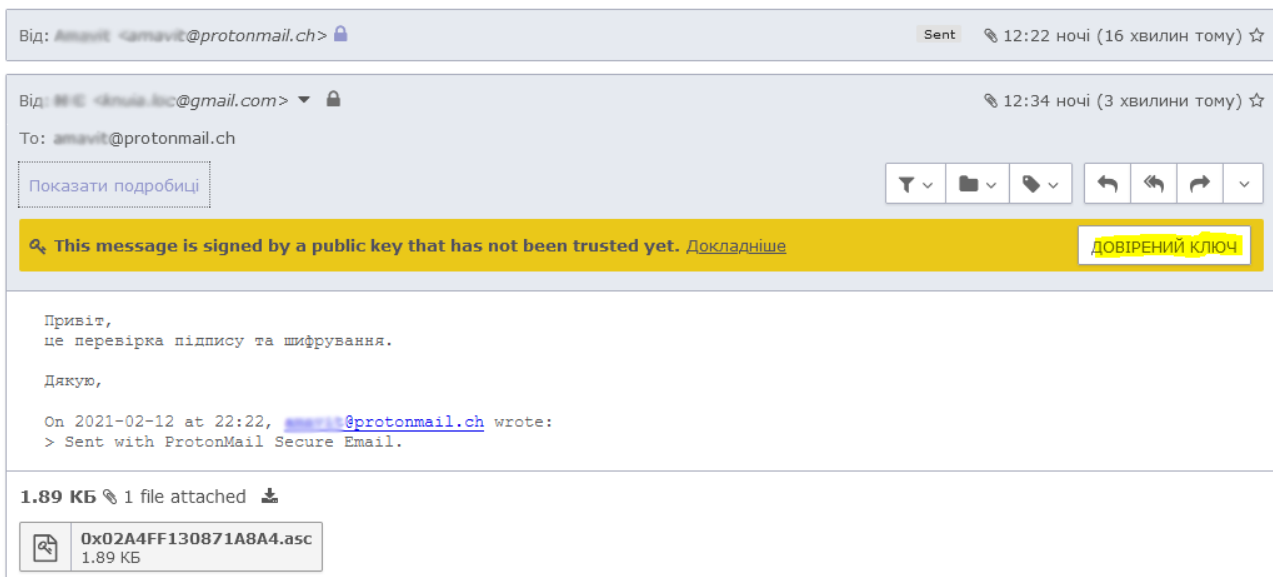 Від: @protonmail.ch> Sent 12:22 ночі (16 хвилин тому)
Від: @gmail.com> 12:34 ночі (3 хвилини тому)
To: @protonmail.ch
Показати подробиці
This message is signed by a public key that has not been trusted yet. Докладніше ДОВІРЕНИЙ КЛЮЧ
Привіт,
це перевірка підпису та шифрування.
Дякую,
On 2021-02-12 at 22:22, @protonmail.ch wrote:
> Sent with ProtonMail Secure Email.
1.89 КБ 1 file attached
0x02A4FF130871A8A4.asc
1.89 КБ